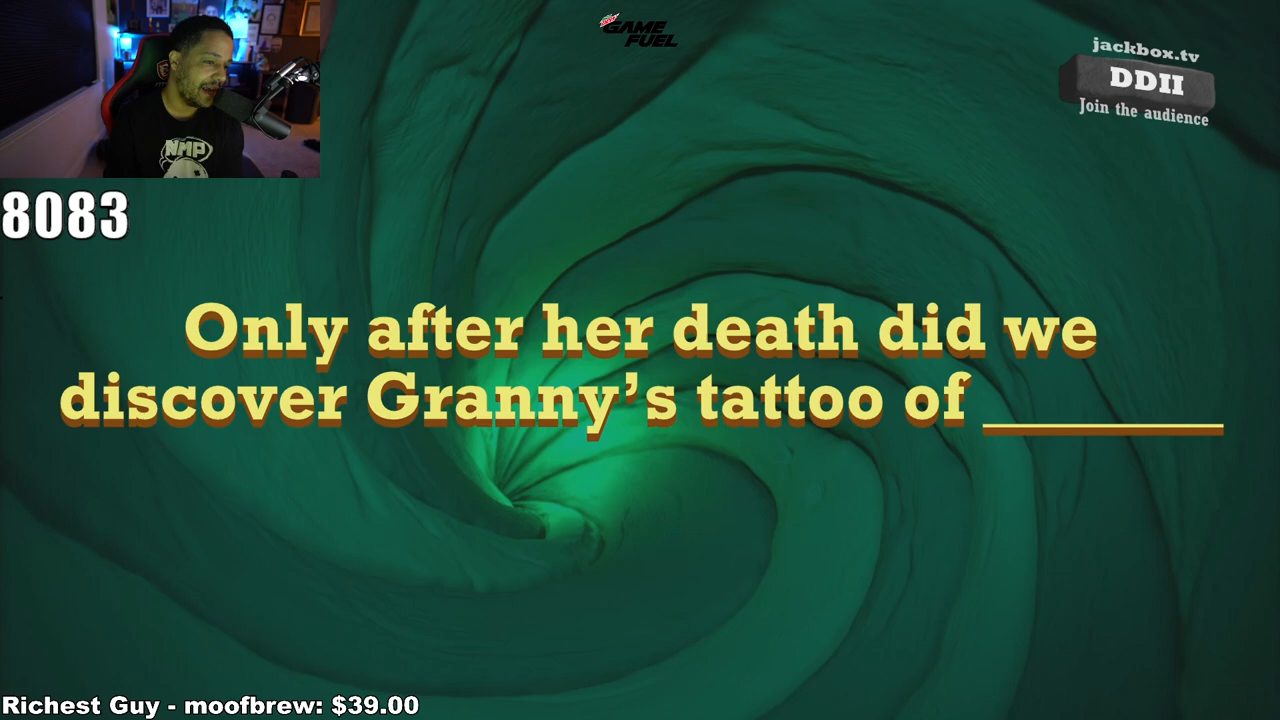 GAME
FUEL
jackbox.tv
DDII
Join the audience
NMP
8083
Only after her death did we
discover Granny's tattoo of ________
Richest Guy - moofbrew: $39.00